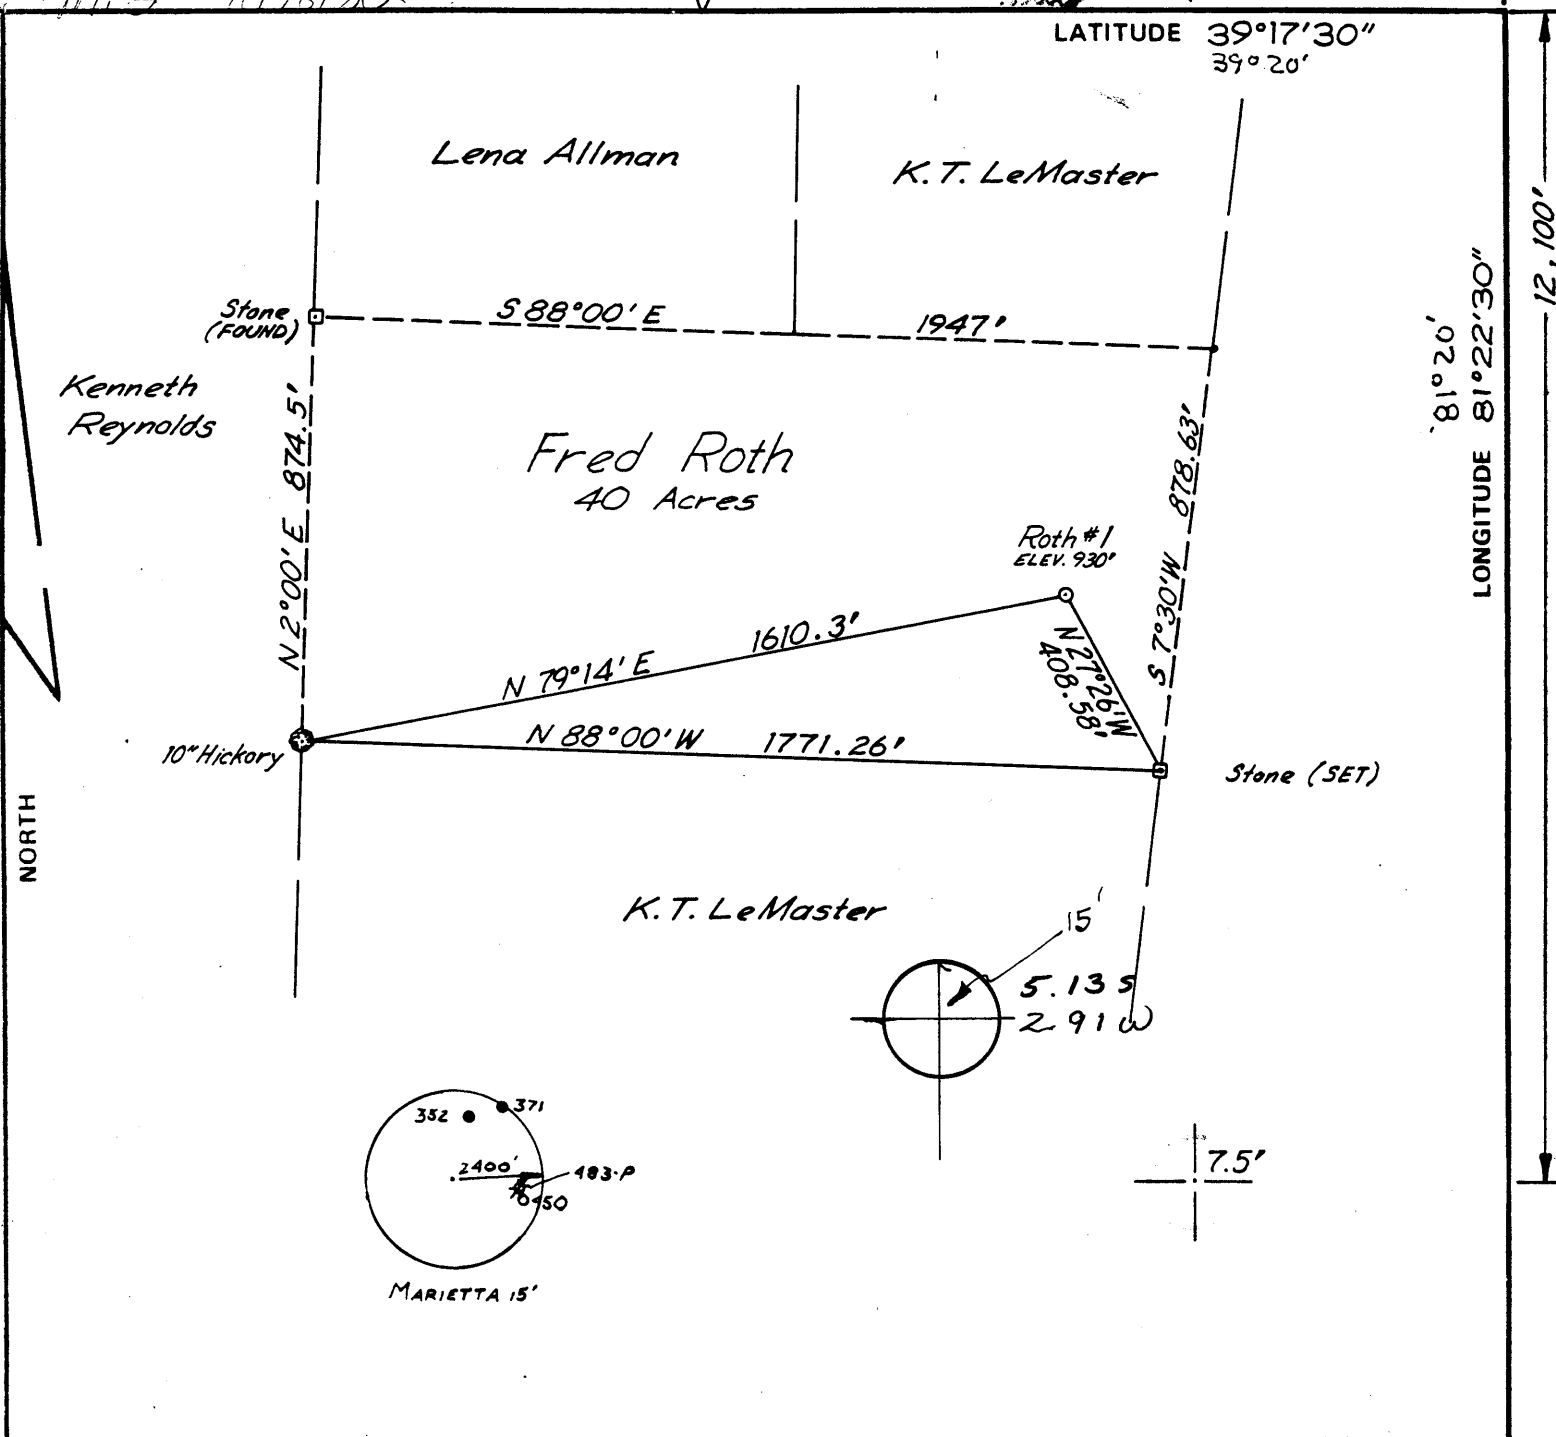 LATITUDE 39°17'30"
39°20'
Lena Allman
K.T. LeMaster
12,100'
Stone
(FOUND)
S 88°00' E
1947'
81°20'
LONGITUDE 81°22'30"
Kenneth
Reynolds
N 2°00' E 874.5'
Fred Roth
40 Acres
S 7°30' W 878.63'
Roth #1
ELEV. 930'
N 79°14' E 1610.3'
N 27°26' W
408.58'
10" Hickory
N 88°00' W 1771.26'
Stone (SET)
NORTH
K.T. LeMaster
15'
5.13 S
2.91 W
352
371
2400'
483-P
0450
7.5'
MARIETTA 15'